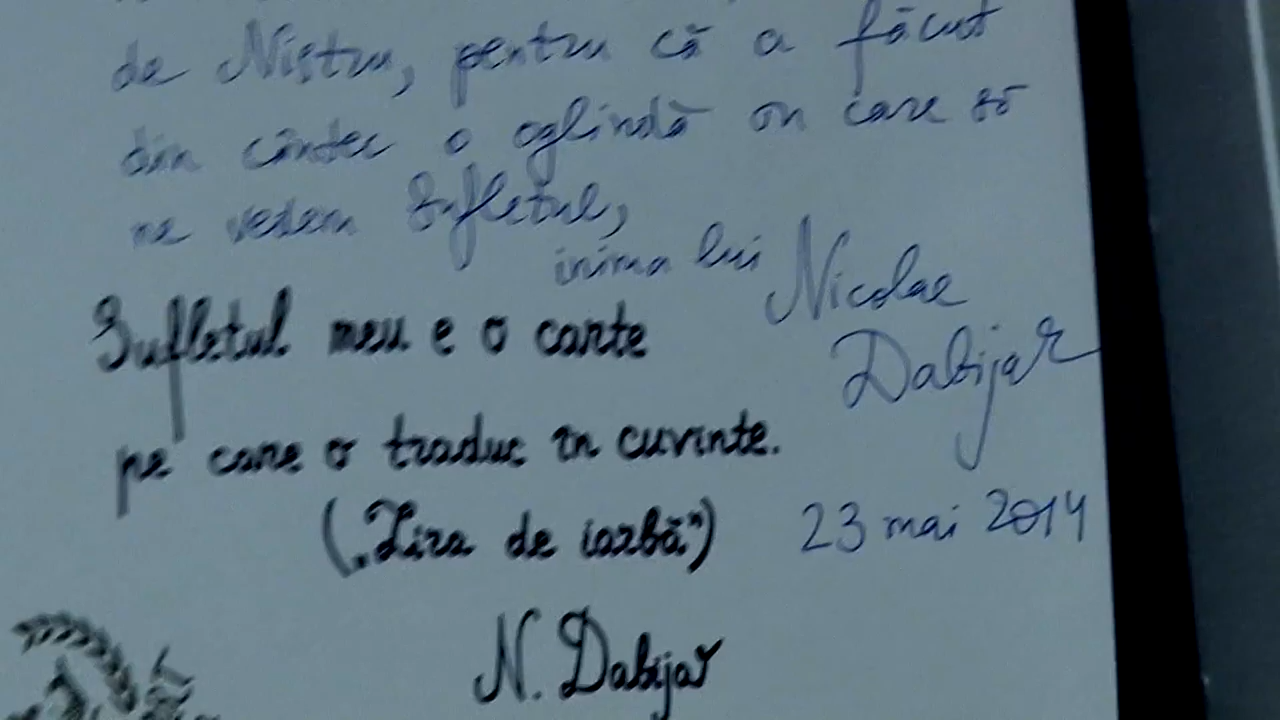 de Nistru, pentru că a făcut
din cântec o oglindă în care să
ne vedem Sufletul,
inima lui Nicolae
Dabija
Sufletul meu e o carte
pe care o traduc în cuvinte.
(„Lira de iarbă”)
23 mai 2014
N. Dabija